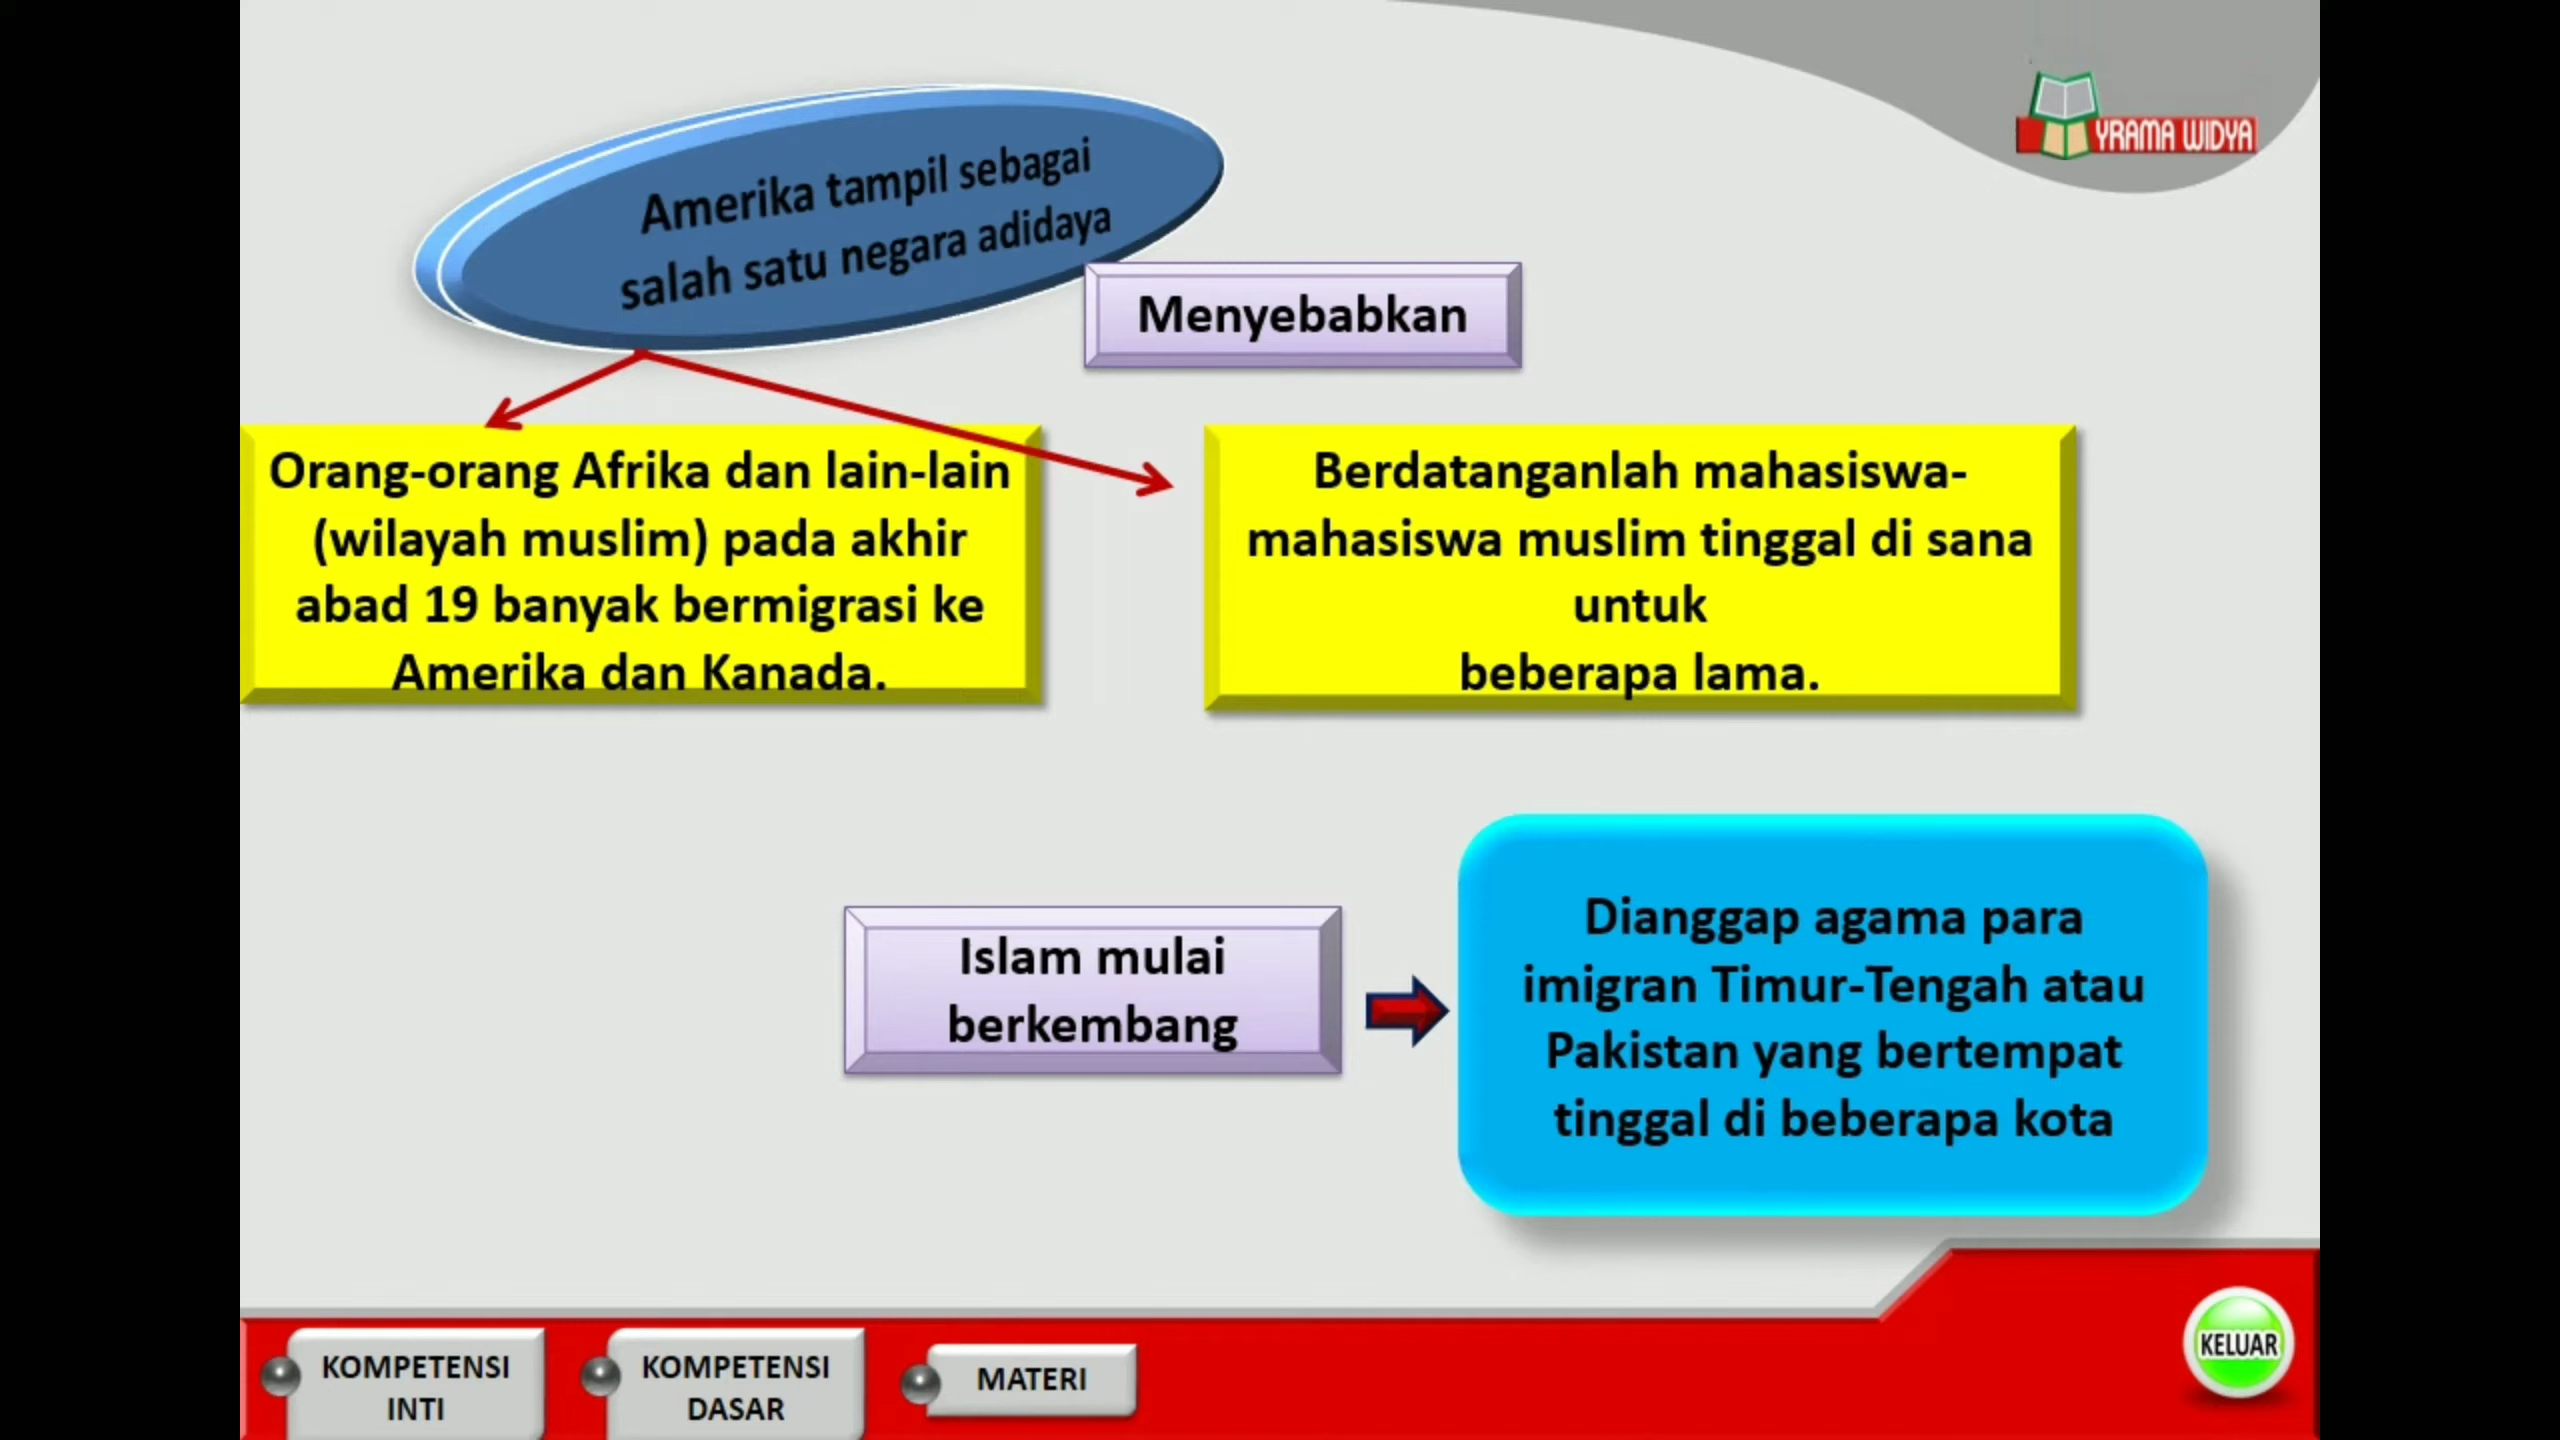 YRAMA WIDYA
Amerika tampil sebagai
salah satu negara adidaya
Menyebabkan
Orang-orang Afrika dan lain-lain
(wilayah muslim) pada akhir
abad 19 banyak bermigrasi ke
Amerika dan Kanada.
Berdatanganlah mahasiswa-
mahasiswa muslim tinggal di sana
untuk
beberapa lama.
Islam mulai
berkembang
Dianggap agama para
imigran Timur-Tengah atau
Pakistan yang bertempat
tinggal di beberapa kota
KOMPETENSI
INTI
KOMPETENSI
DASAR
MATERI
KELUAR